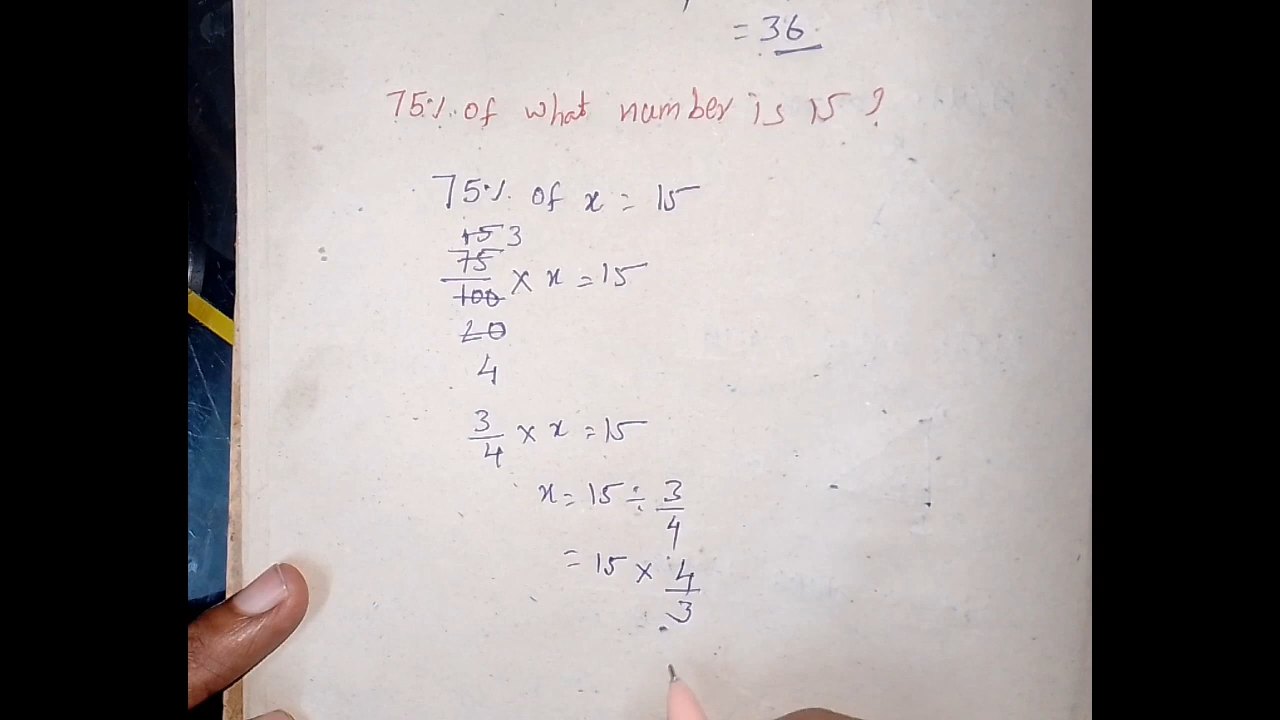 = 36
75% of what number is 15 ?
75% of x = 15
15 3
75/100 × x = 15
20
4
3/4 × x = 15
x = 15 ÷ 3/4
= 15 × 4/3